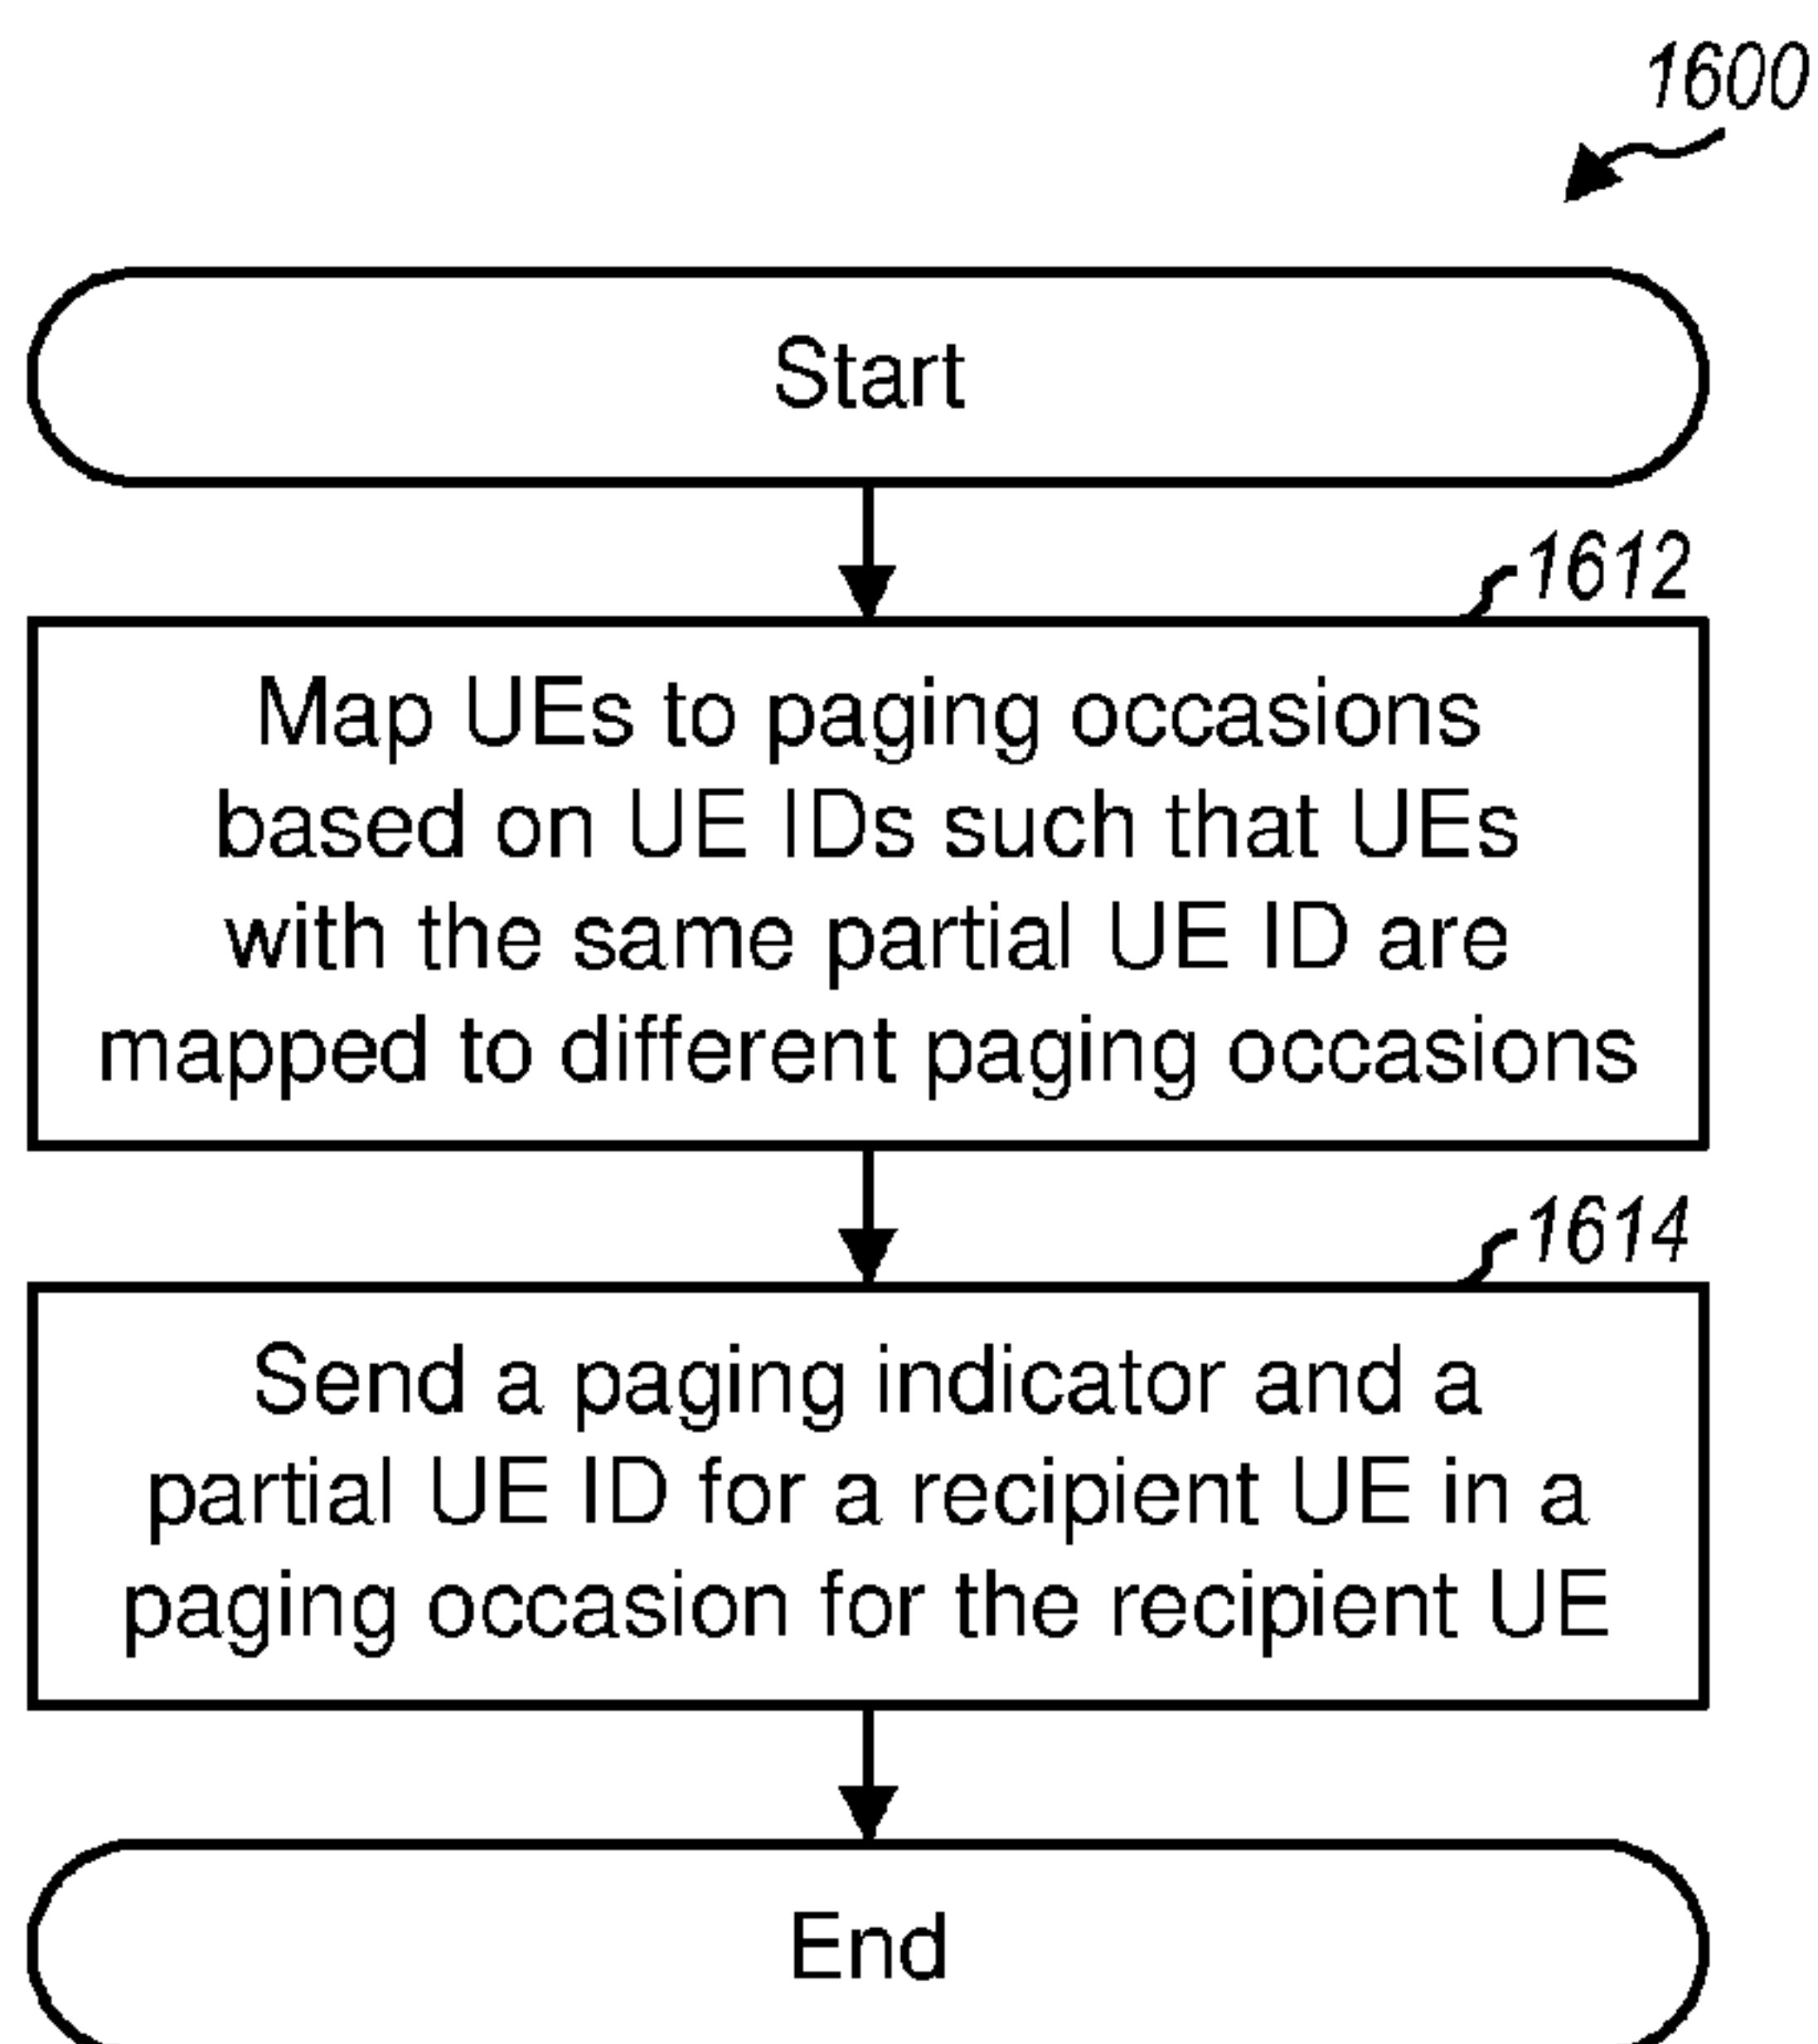 1600
Start
1612
Map UEs to paging occasions
based on UE IDs such that UEs
with the same partial UE ID are
mapped to different paging occasions
1614
Send a paging indicator and a
partial UE ID for a recipient UE in a
paging occasion for the recipient UE
End